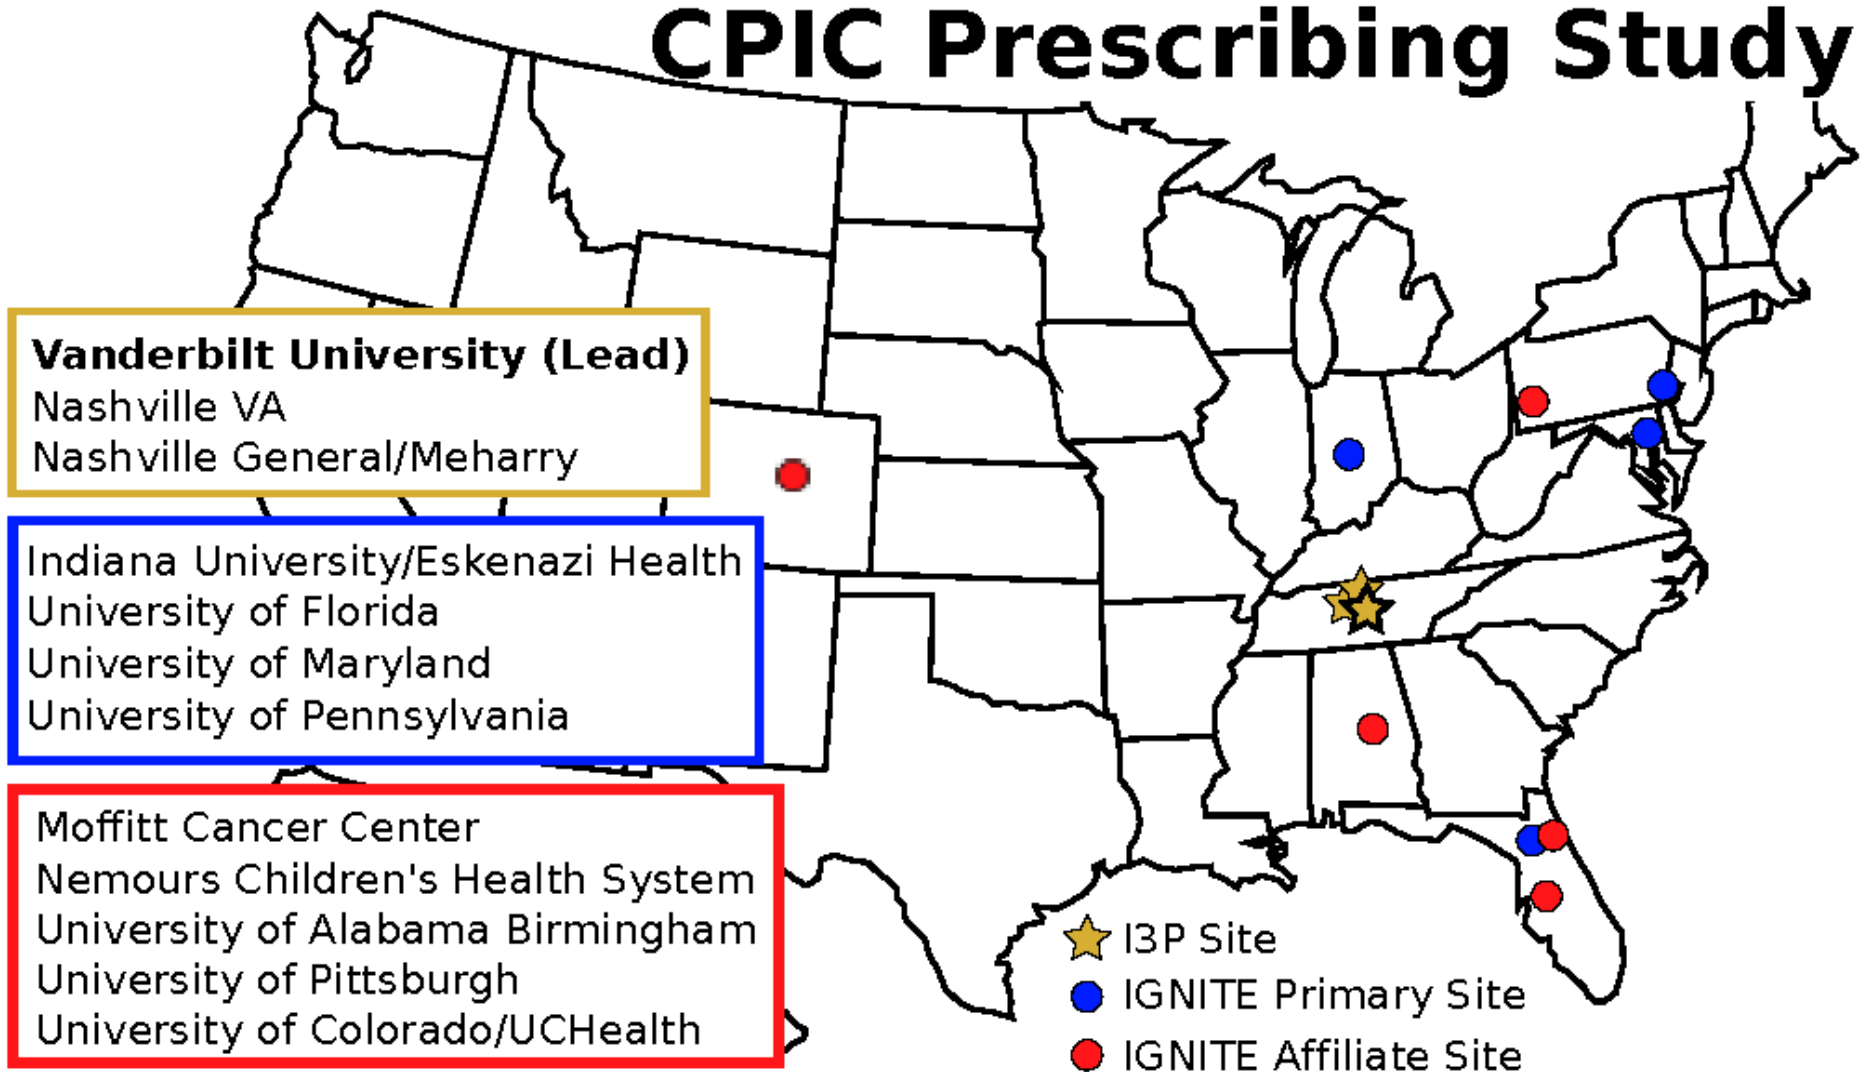 CPIC Prescribing Study
Vanderbilt University (Lead)
Nashville VA
Nashville General/Meharry
Indiana University/Eskenazi Health
University of Florida
University of Maryland
University of Pennsylvania
Moffitt Cancer Center
Nemours Children's Health System
University of Alabama Birmingham
University of Pittsburgh
University of Colorado/UCHealth
I3P Site
IGNITE Primary Site
IGNITE Affiliate Site